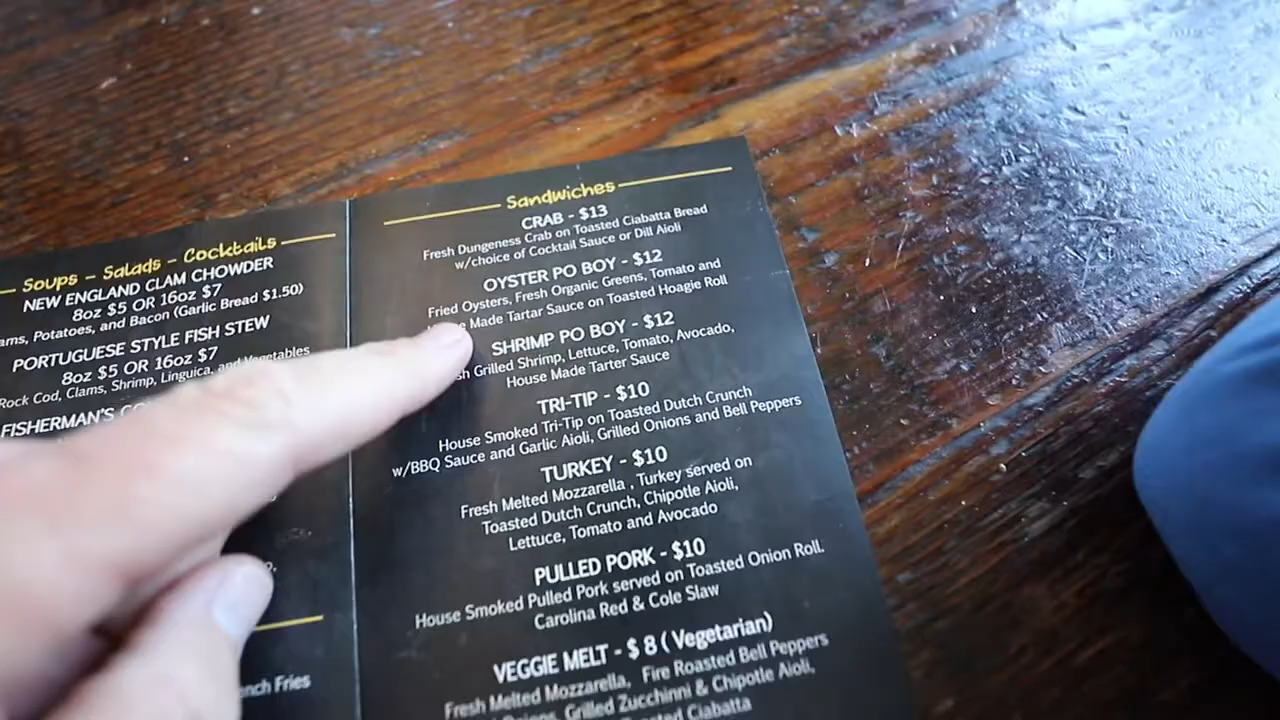 Soups - Salads - Cocktails
NEW ENGLAND CLAM CHOWDER
8oz $5 OR 16oz $7
Potatoes, and Bacon (Garlic Bread $1.50)
PORTUGUESE STYLE FISH STEW
8oz $5 OR 16oz $7
Rock Cod, Clams, Shrimp, Linguica, and Vegetables
FISHERMAN'S
Fries
Sandwiches
CRAB - $13
Fresh Dungeness Crab on Toasted Ciabatta Bread
w/choice of Cocktail Sauce or Dill Aioli
OYSTER PO BOY - $12
Fried Oysters, Fresh Organic Greens, Tomato and
Made Tartar Sauce on Toasted Hoagie Roll
SHRIMP PO BOY - $12
Grilled Shrimp, Lettuce, Tomato, Avocado,
House Made Tarter Sauce
TRI-TIP - $10
House Smoked Tri-Tip on Toasted Dutch Crunch
w/BBQ Sauce and Garlic Aioli, Grilled Onions and Bell Peppers
TURKEY - $10
Fresh Melted Mozzarella , Turkey served on
Toasted Dutch Crunch, Chipotle Aioli,
Lettuce, Tomato and Avocado
PULLED PORK - $10
House Smoked Pulled Pork served on Toasted Onion Roll.
Carolina Red & Cole Slaw
VEGGIE MELT - $ 8 ( Vegetarian)
Fresh Melted Mozzarella, Fire Roasted Bell Peppers
Onions, Grilled Zucchinni & Chipotle Aioli,
Toasted Ciabatta